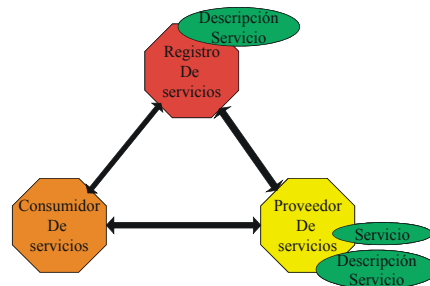 Descripción
Servicio
Registro
De
servicios
Consumidor
De
servicios
Proveedor
De
servicios
Servicio
Descripción
Servicio